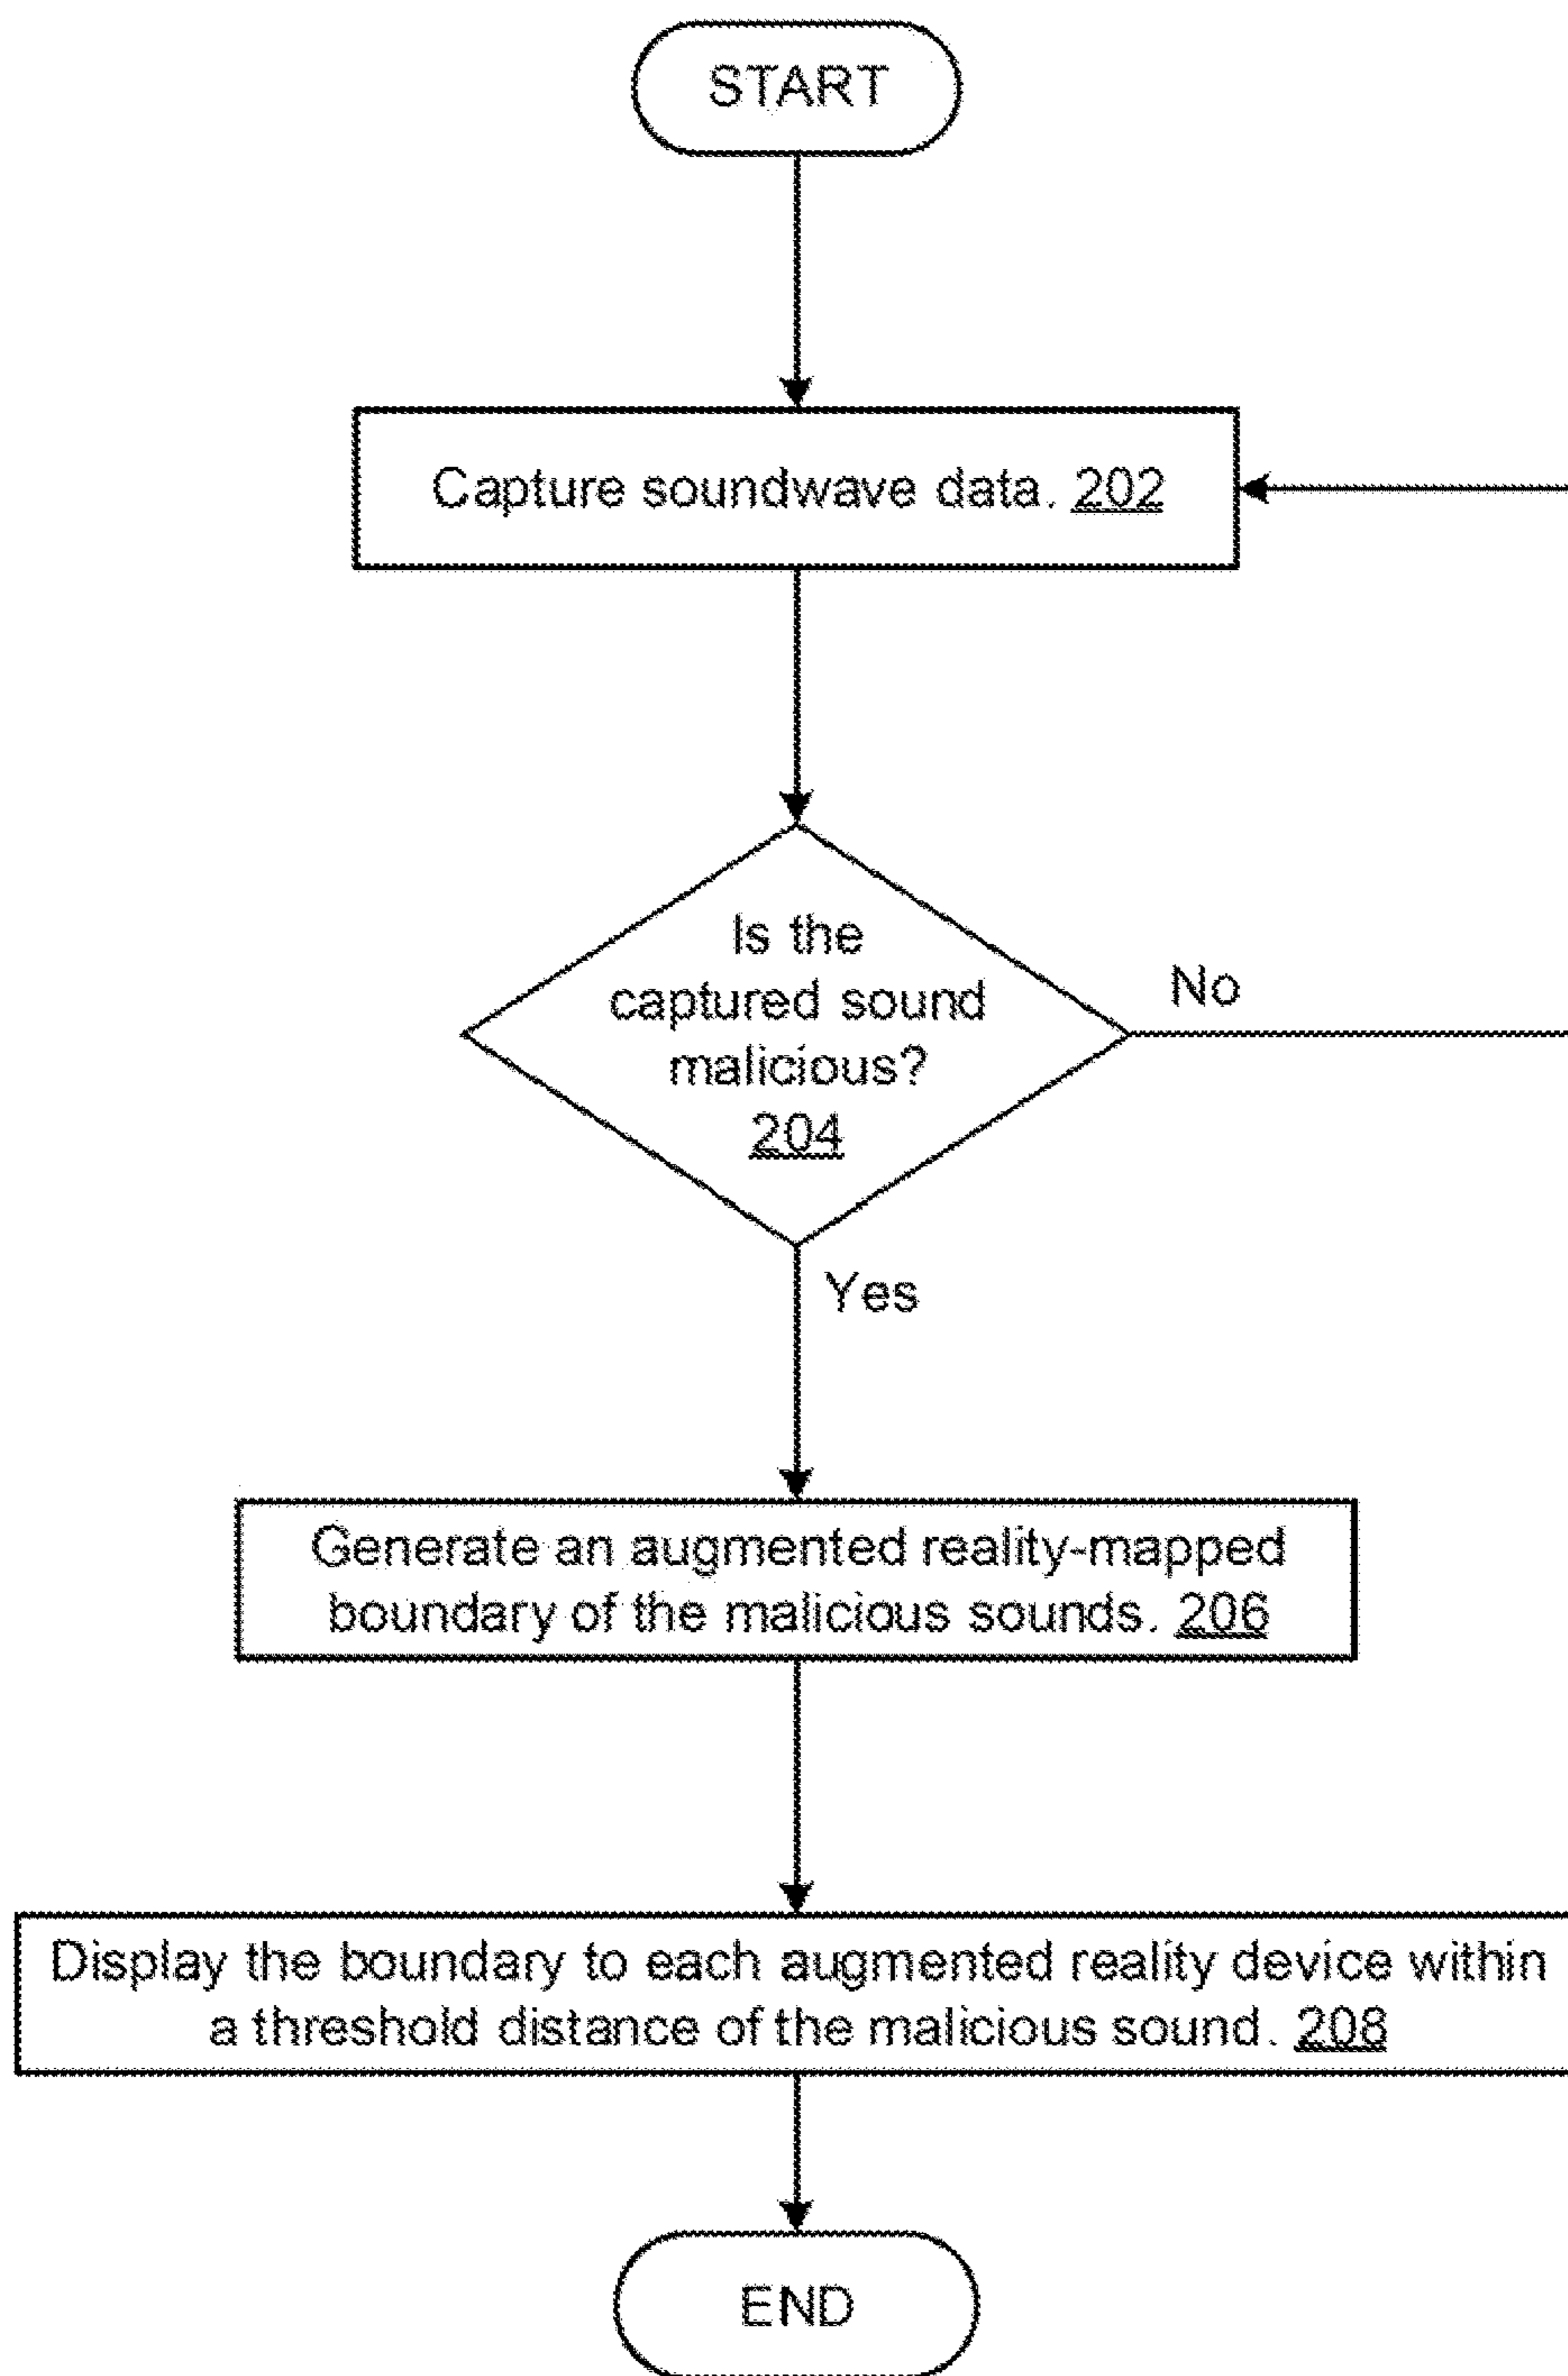 START
Capture soundwave data. 202
Is the
captured sound
malicious?
204
No
Yes
Generate an augmented reality-mapped
boundary of the malicious sounds. 206
Display the boundary to each augmented reality device within
a threshold distance of the malicious sound. 208
END